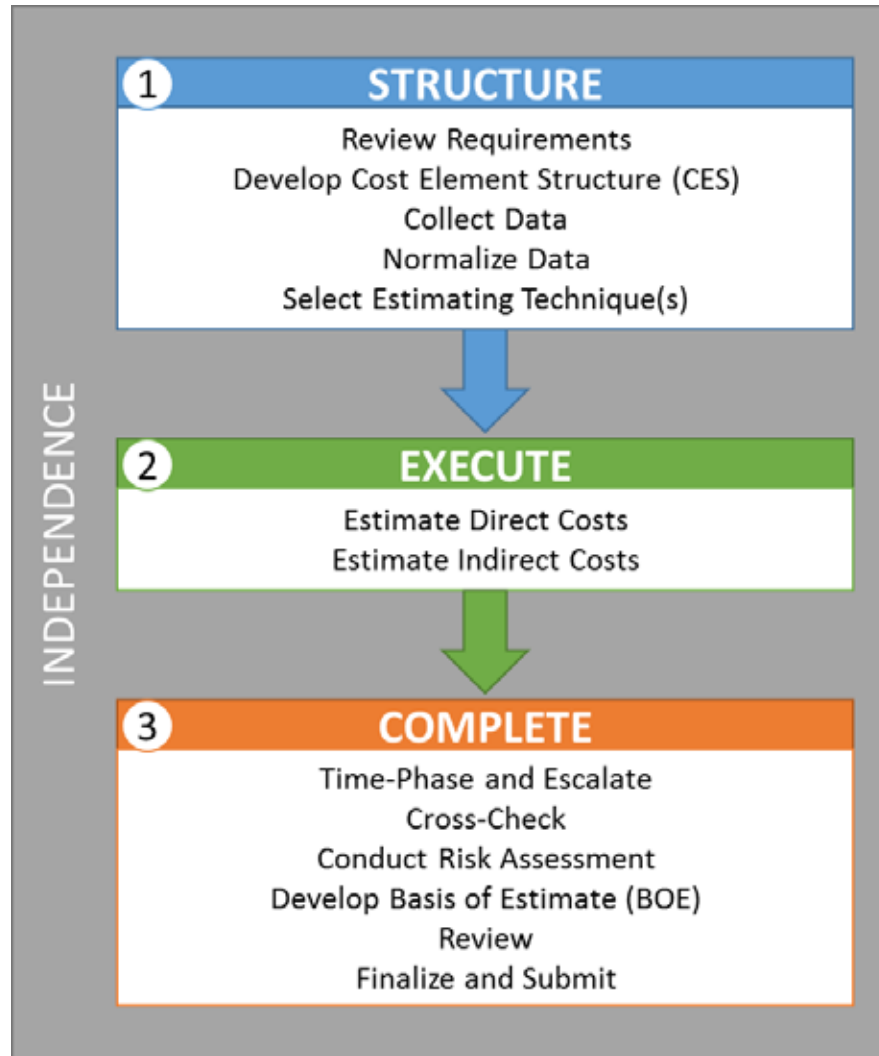 INDEPENDENCE
1 STRUCTURE
Review Requirements
Develop Cost Element Structure (CES)
Collect Data
Normalize Data
Select Estimating Technique(s)
2 EXECUTE
Estimate Direct Costs
Estimate Indirect Costs
3 COMPLETE
Time-Phase and Escalate
Cross-Check
Conduct Risk Assessment
Develop Basis of Estimate (BOE)
Review
Finalize and Submit